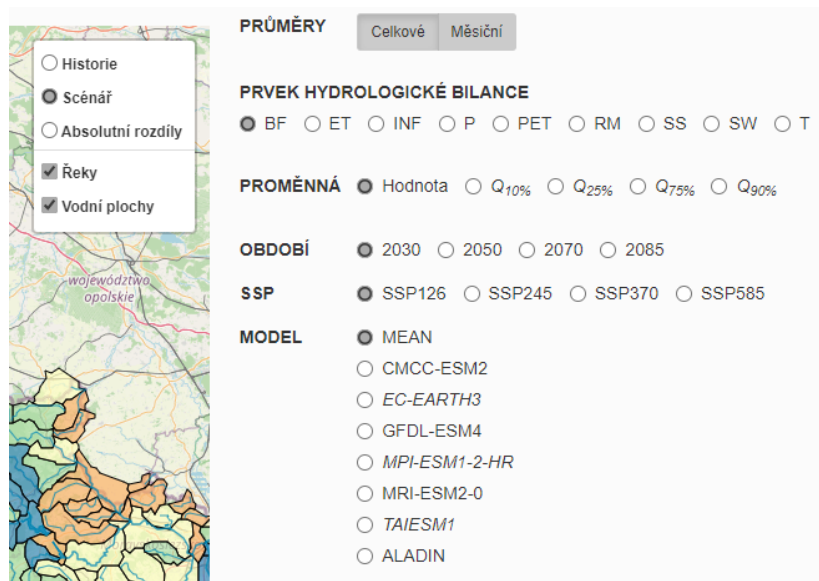 Historie
Scénář
Absolutní rozdíly
Řeky
Vodní plochy
województwo
opolskie
PRŮMĚRY Celkové Měsiční
PRVEK HYDROLOGICKÉ BILANCE
BF ET INF P PET RM SS SW T
PROMĚNNÁ Hodnota Q10% Q25% Q75% Q90%
OBDOBÍ 2030 2050 2070 2085
SSP SSP126 SSP245 SSP370 SSP585
MODEL MEAN
CMCC-ESM2
EC-EARTH3
GFDL-ESM4
MPI-ESM1-2-HR
MRI-ESM2-0
TAIESM1
ALADIN